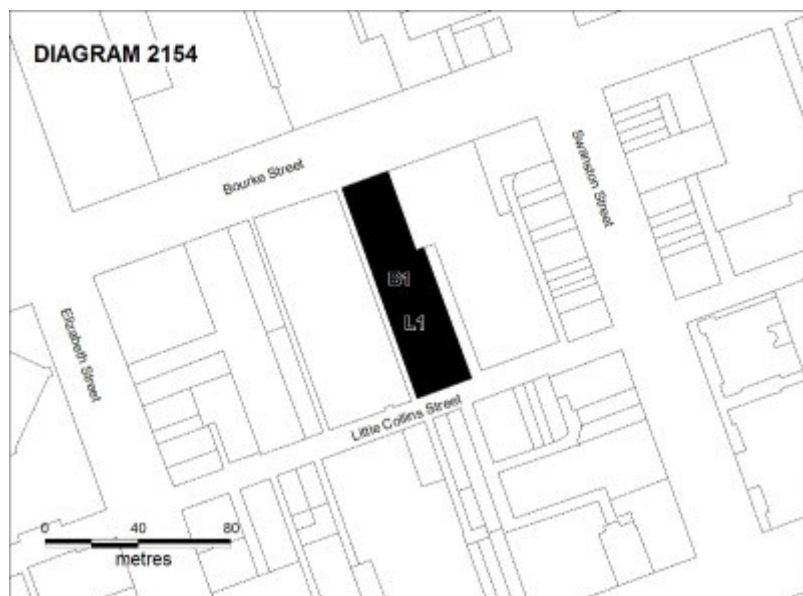 DIAGRAM 2154
Bourke Street
Swanston Street
B1
L1
Elizabeth Street
Little Collins Street
0 40 80
metres